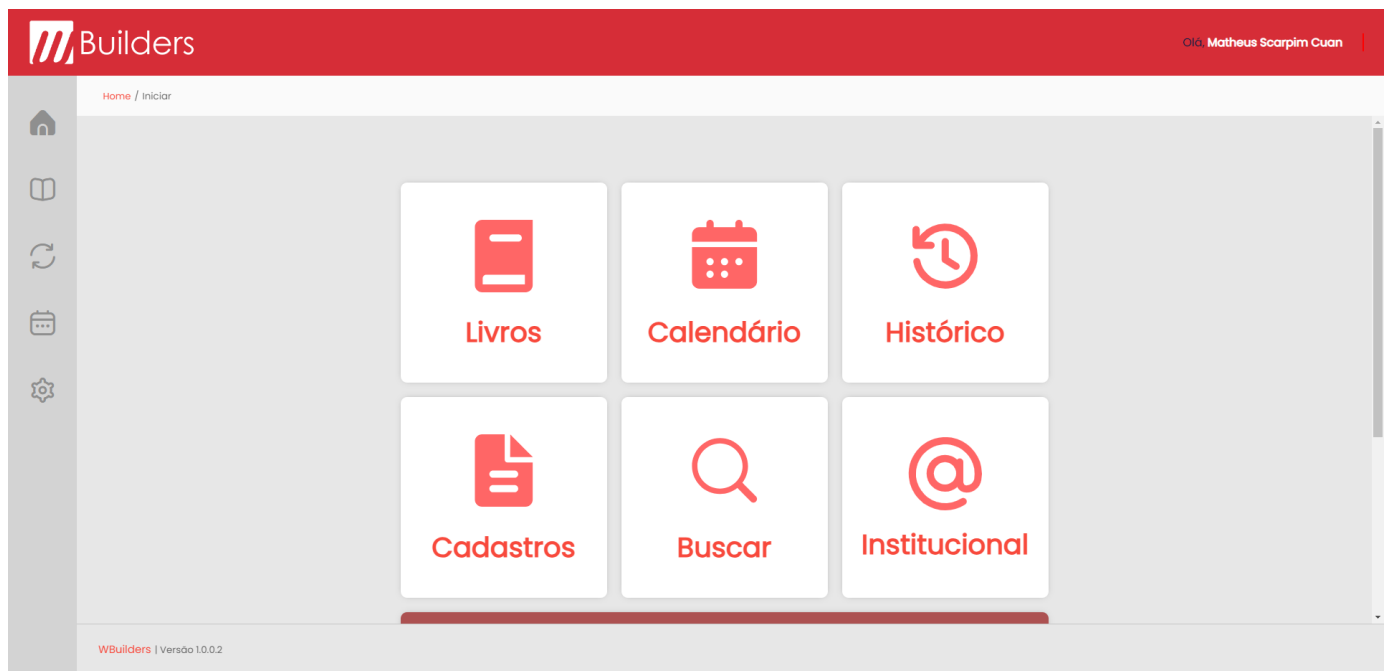 Builders
Olá, Matheus Scarpim Cuan
Home / Iniciar
Livros
Calendário
Histórico
Cadastros
Buscar
Institucional
WBuilders | Versão 1.0.0.2